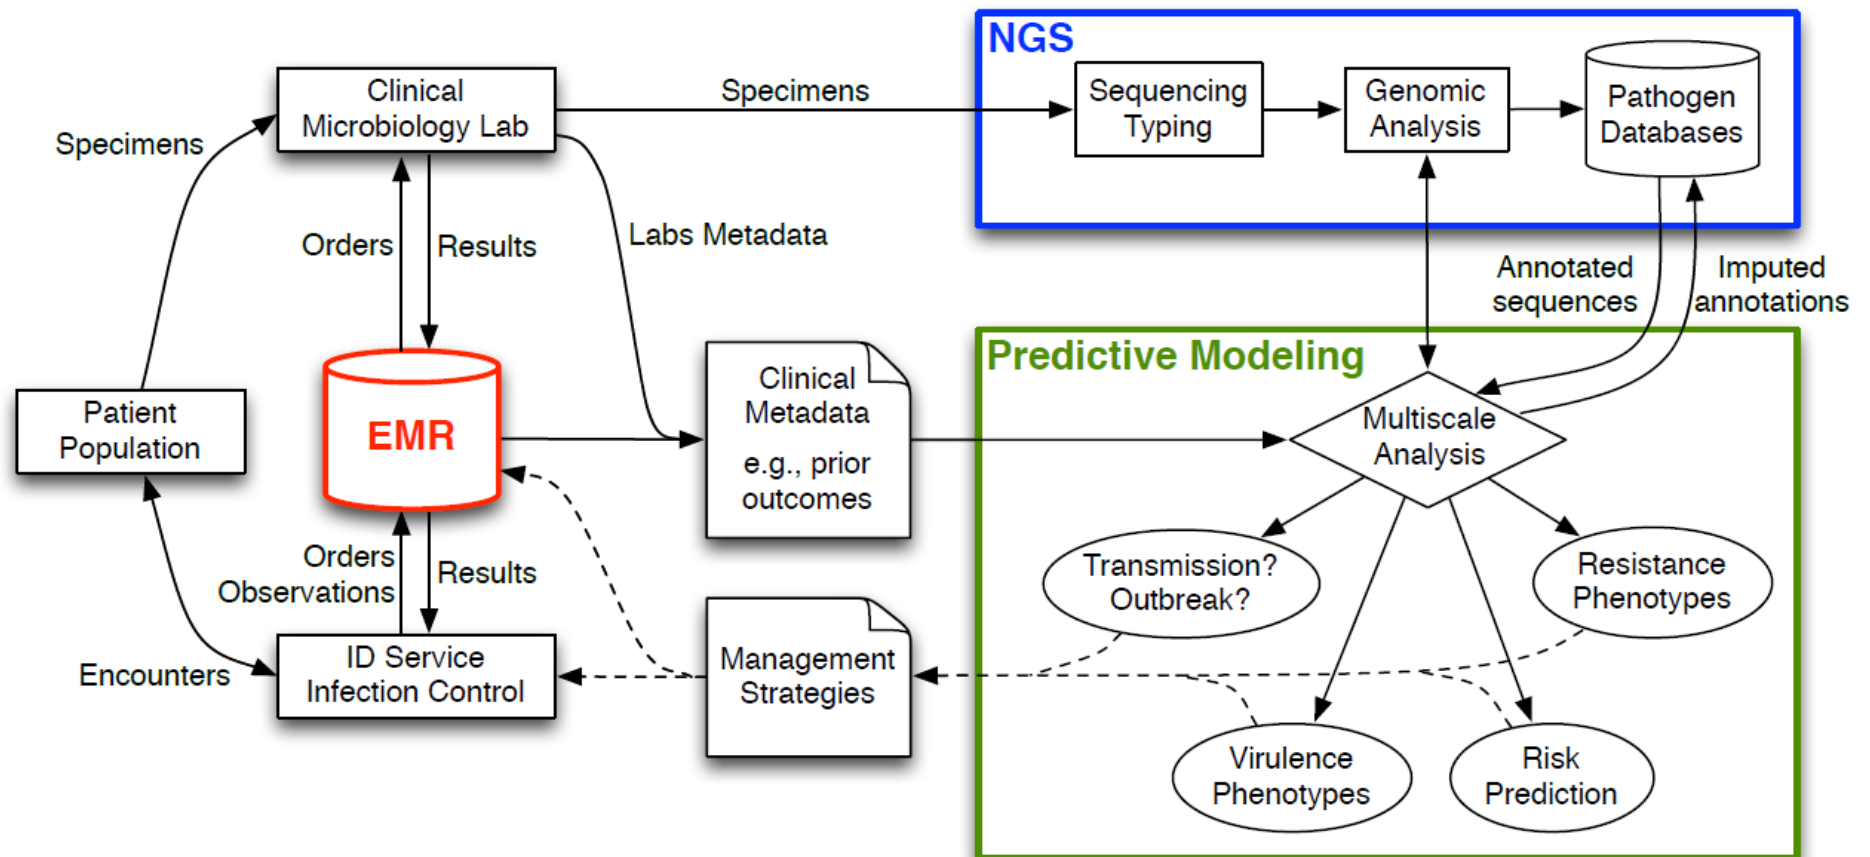 NGS
Clinical
Microbiology Lab
Specimens
Sequencing
Typing
Genomic
Analysis
Pathogen
Databases
Specimens
Orders
Results
Labs Metadata
Annotated
sequences
Imputed
annotations
Predictive Modeling
Patient
Population
EMR
Clinical
Metadata
e.g., prior
outcomes
Multiscale
Analysis
Orders
Observations
Results
Transmission?
Outbreak?
Resistance
Phenotypes
Encounters
ID Service
Infection Control
Management
Strategies
Virulence
Phenotypes
Risk
Prediction